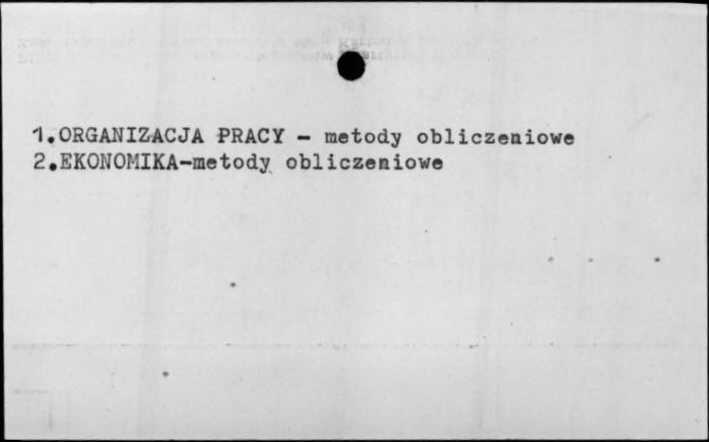 1.ORGANIZACJA PRACY - metody obliczeniowe
2.EKONOMIKA-metody obliczeniowe